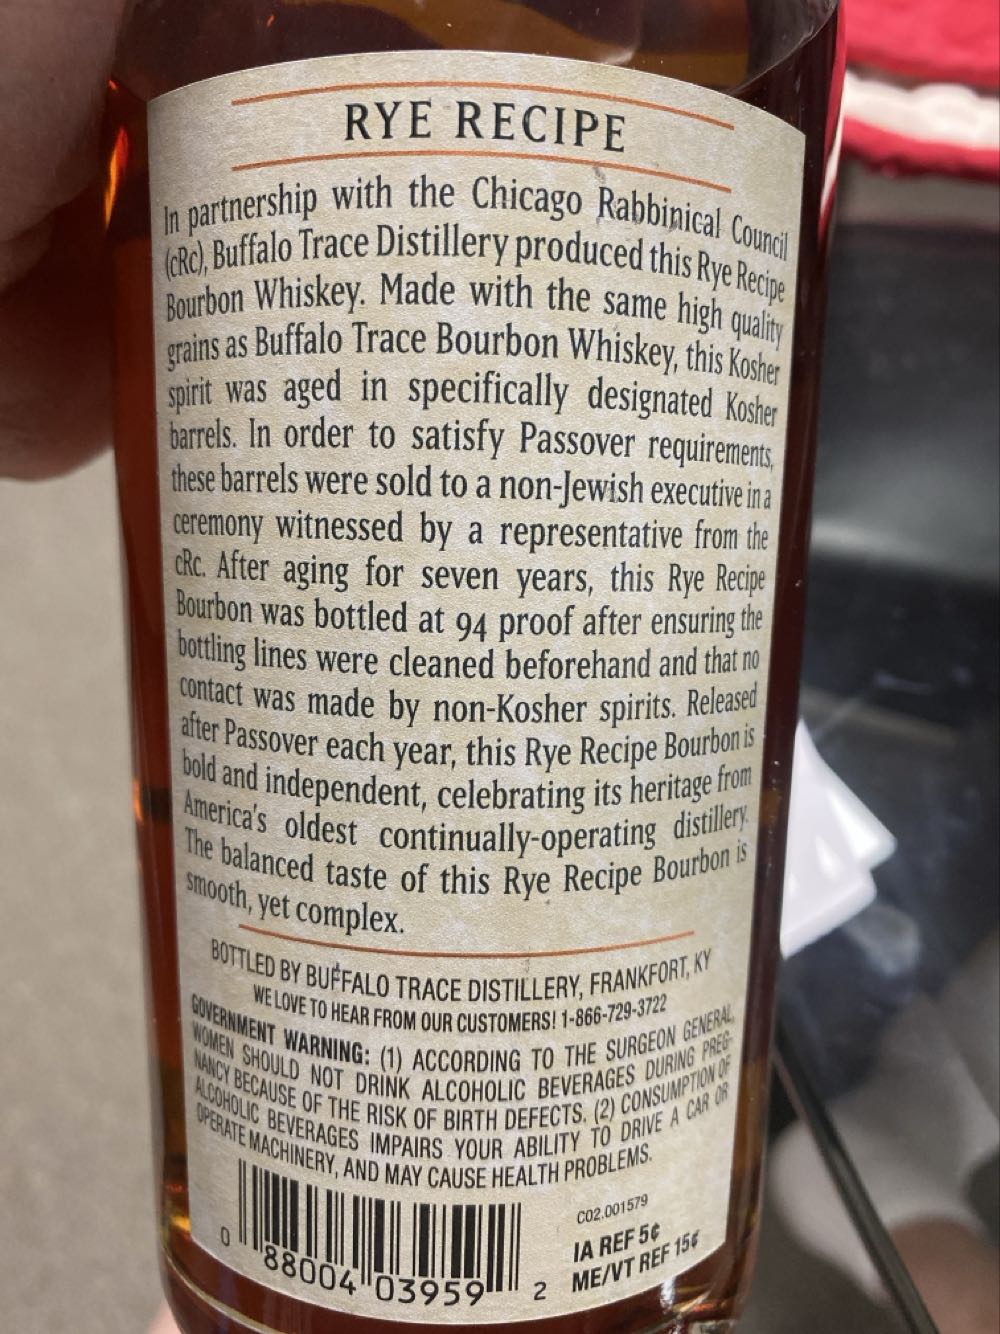 RYE RECIPE
In partnership with the Chicago Rabbinical Council
(cRc), Buffalo Trace Distillery produced this Rye Recipe
Bourbon Whiskey. Made with the same high quality
grains as Buffalo Trace Bourbon Whiskey, this Kosher
spirit was aged in specifically designated Kosher
barrels. In order to satisfy Passover requirements,
these barrels were sold to a non-Jewish executive in a
ceremony witnessed by a representative from the
cRc. After aging for seven years, this Rye Recipe
Bourbon was bottled at 94 proof after ensuring the
bottling lines were cleaned beforehand and that no
contact was made by non-Kosher spirits. Released
after Passover each year, this Rye Recipe Bourbon is
bold and independent, celebrating its heritage from
America's oldest continually-operating distillery.
The balanced taste of this Rye Recipe Bourbon is
smooth, yet complex.
BOTTLED BY BUFFALO TRACE DISTILLERY, FRANKFORT, KY
WE LOVE TO HEAR FROM OUR CUSTOMERS! 1-866-729-3722
GOVERNMENT WARNING: (1) ACCORDING TO THE SURGEON GENERAL,
WOMEN SHOULD NOT DRINK ALCOHOLIC BEVERAGES DURING PREG-
NANCY BECAUSE OF THE RISK OF BIRTH DEFECTS. (2) CONSUMPTION OF
ALCOHOLIC BEVERAGES IMPAIRS YOUR ABILITY TO DRIVE A CAR OR
OPERATE MACHINERY, AND MAY CAUSE HEALTH PROBLEMS.
C02.001579
IA REF 5¢
ME/VT REF 15¢
0 88004 03959 2